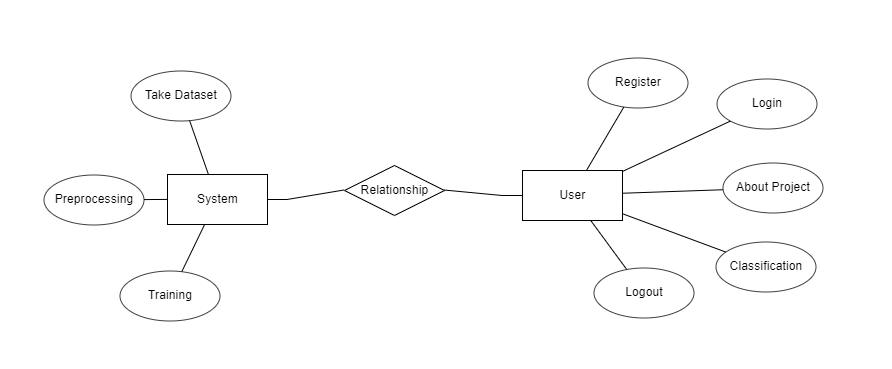 Register
Take Dataset
Login
About Project
Relationship
User
Preprocessing
System
Classification
Logout
Training